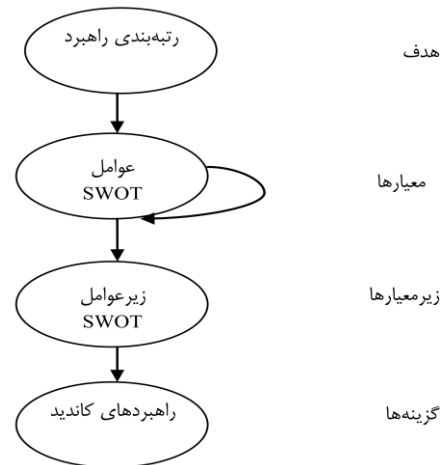 رتبه‌بندی راهبرد
هدف
عوامل
SWOT
معیارها
زیرعوامل
SWOT
زیرمعیارها
راهبردهای کاندید
گزینه‌ها